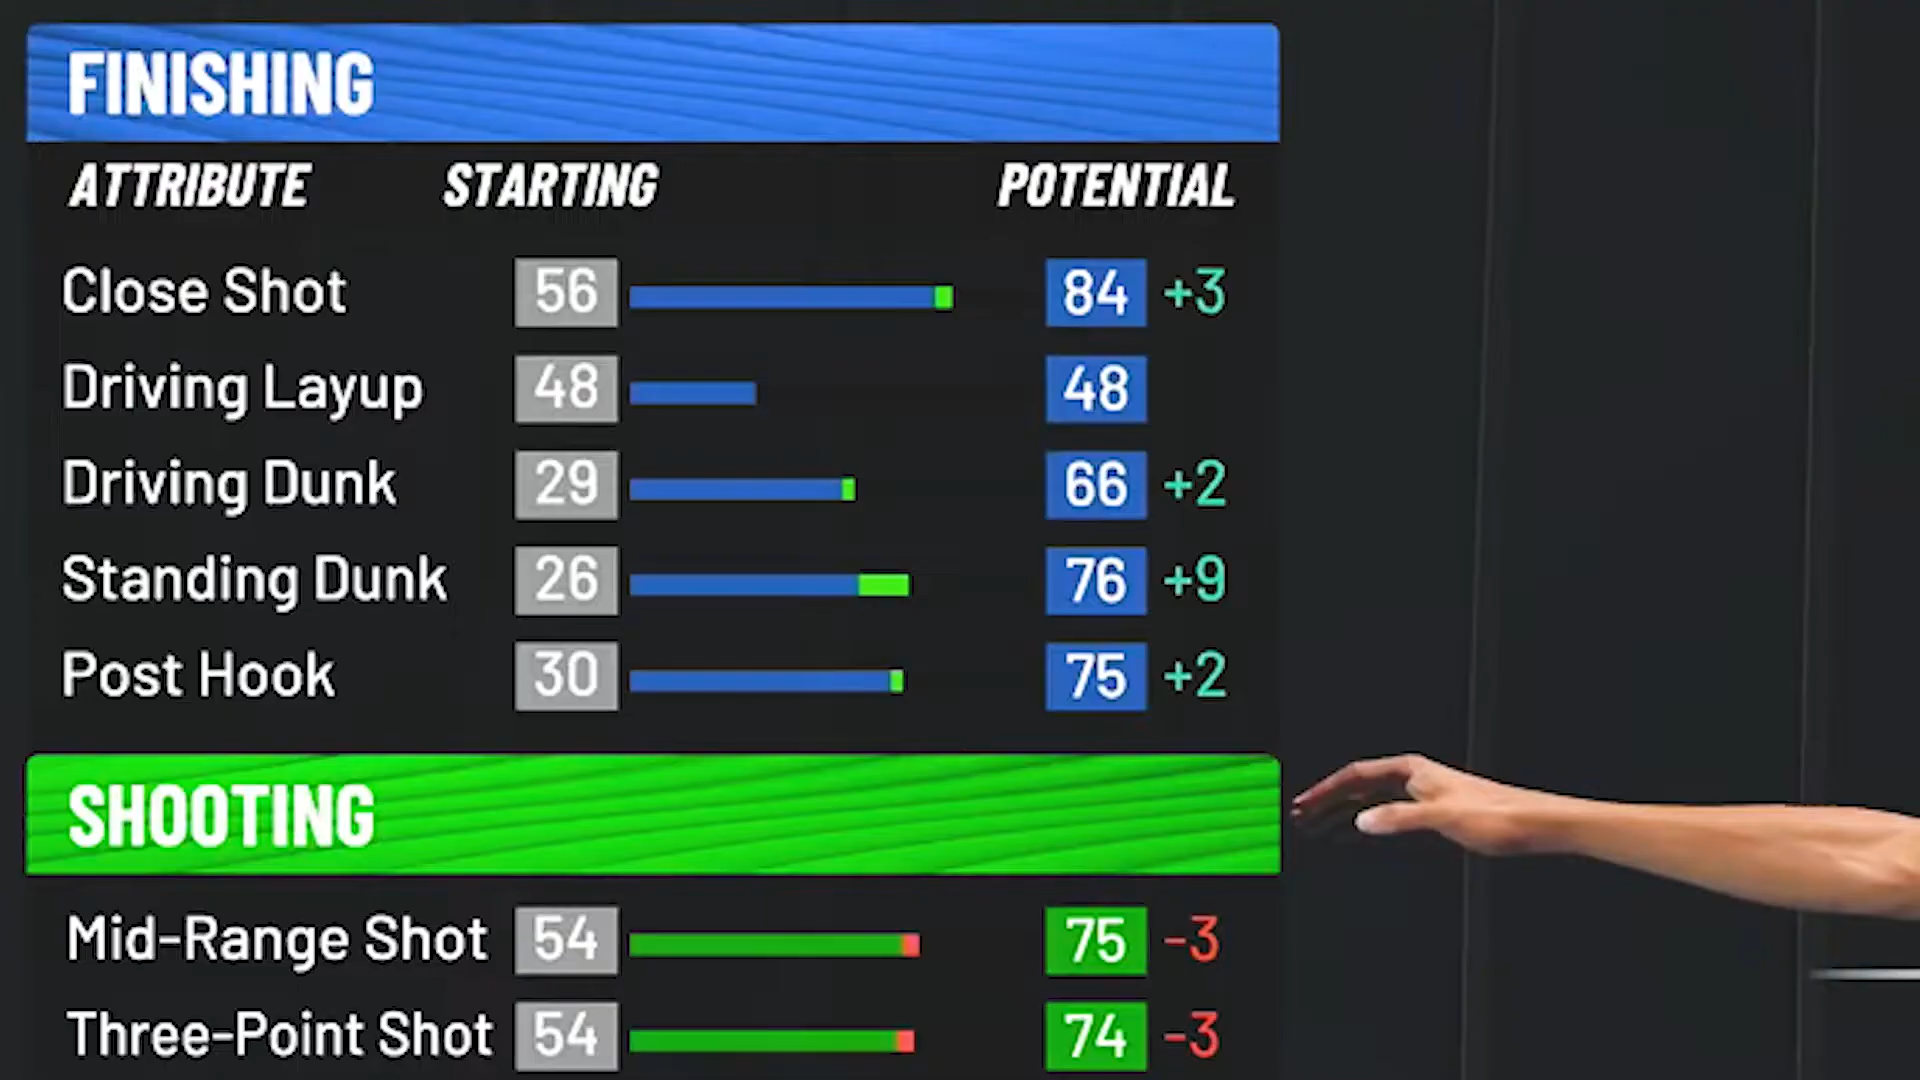 FINISHING
ATTRIBUTE STARTING POTENTIAL
Close Shot 56 84 +3
Driving Layup 48 48
Driving Dunk 29 66 +2
Standing Dunk 26 76 +9
Post Hook 30 75 +2
SHOOTING
Mid-Range Shot 54 75 -3
Three-Point Shot 54 74 -3